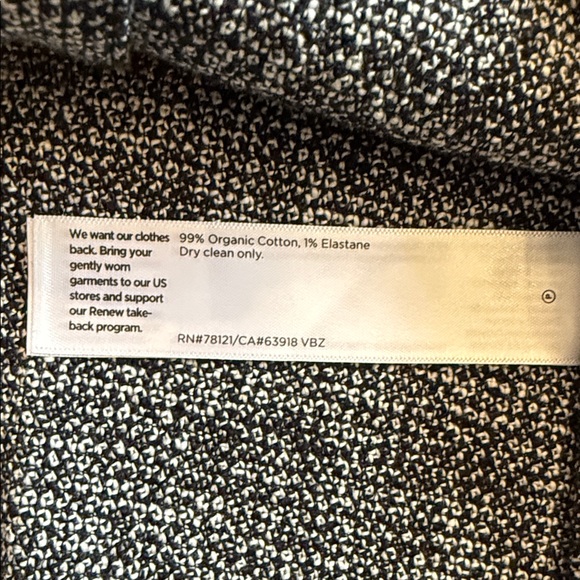 We want our clothes
back. Bring your
gently worn
garments to our US
stores and support
our Renew take-
back program.
99% Organic Cotton, 1% Elastane
Dry clean only.
RN#78121/CA#63918 VBZ
P